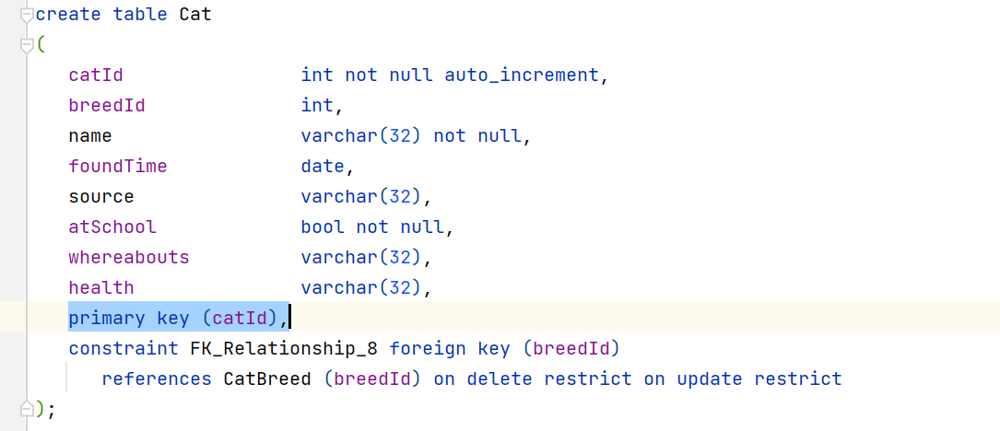 create table Cat
(
catId int not null auto_increment,
breedId int,
name varchar(32) not null,
foundTime date,
source varchar(32),
atSchool bool not null,
whereabouts varchar(32),
health varchar(32),
primary key (catId),
constraint FK_Relationship_8 foreign key (breedId)
references CatBreed (breedId) on delete restrict on update restrict
);